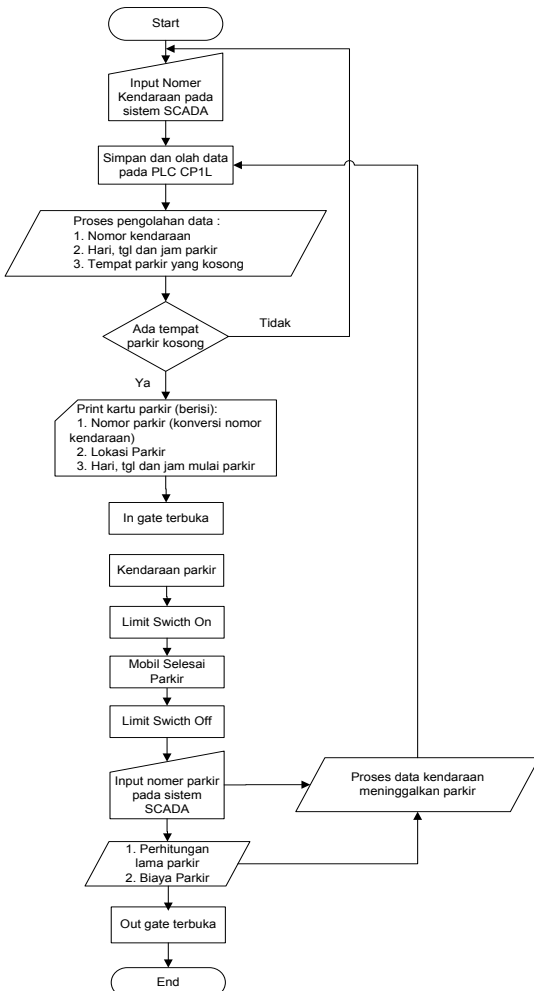 Start
Input Nomer
Kendaraan pada
sistem SCADA
Simpan dan olah data
pada PLC CP1L
Proses pengolahan data :
1. Nomor kendaraan
2. Hari, tgl dan jam parkir
3. Tempat parkir yang kosong
Ada tempat
parkir kosong
Tidak
Ya
Print kartu parkir (berisi):
1. Nomor parkir (konversi nomor
kendaraan)
2. Lokasi Parkir
3. Hari, tgl dan jam mulai parkir
In gate terbuka
Kendaraan parkir
Limit Swicth On
Mobil Selesai
Parkir
Limit Swicth Off
Input nomer parkir
pada sistem
SCADA
Proses data kendaraan
meninggalkan parkir
1. Perhitungan
lama parkir
2. Biaya Parkir
Out gate terbuka
End